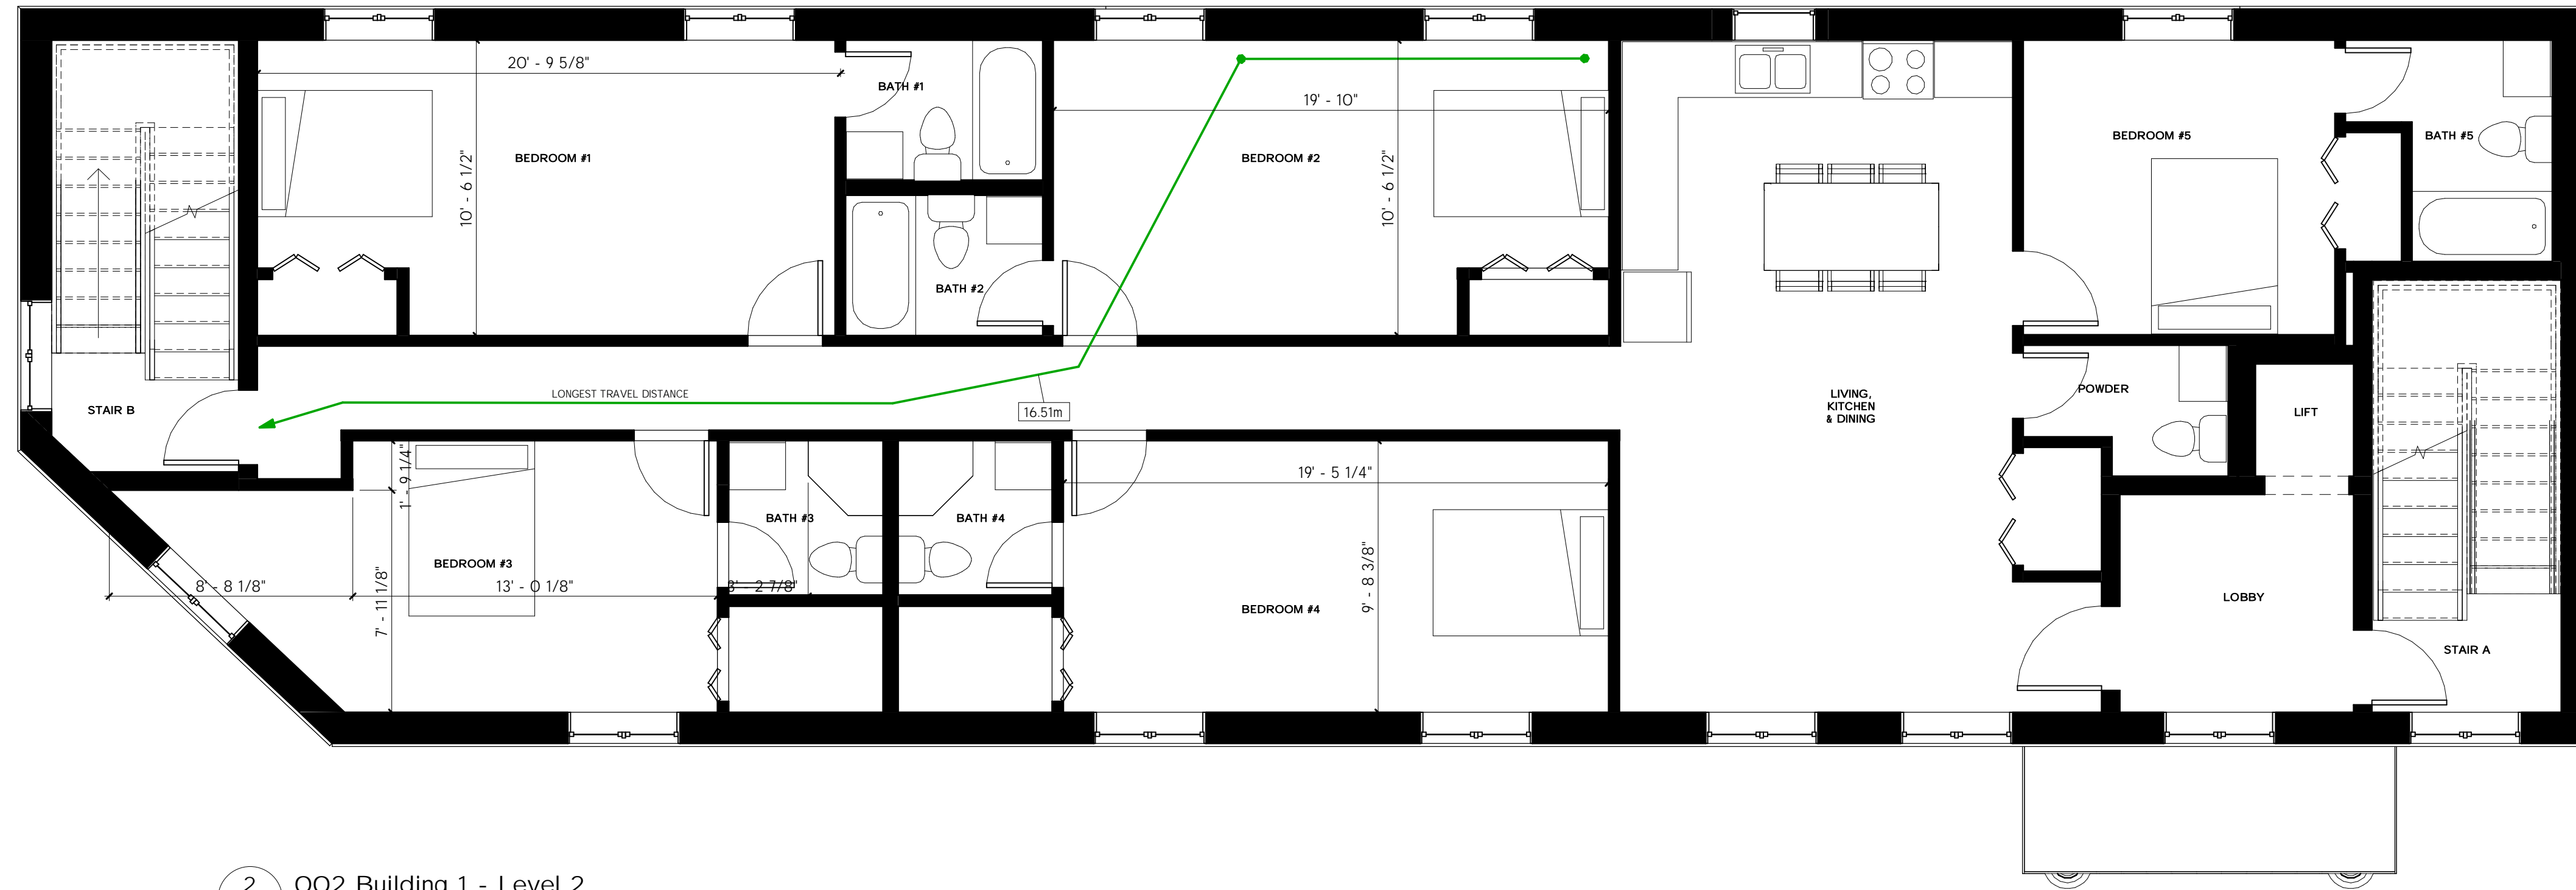 20' - 9 5/8"
BATH #1
19' - 10"
BEDROOM #1
10' - 6 1/2"
BEDROOM #2
10' - 6 1/2"
BEDROOM #5
BATH #5
BATH #2
STAIR B
LONGEST TRAVEL DISTANCE
16.51m
LIVING,
KITCHEN
& DINING
POWDER
LIFT
1' - 9 1/4"
19' - 5 1/4"
BATH #3
BATH #4
BEDROOM #3
8' - 8 1/8"
13' - 0 1/8"
3' - 2 7/8"
7' - 11 1/8"
BEDROOM #4
9' - 8 3/8"
LOBBY
STAIR A
2
002 Building 1 - Level 2